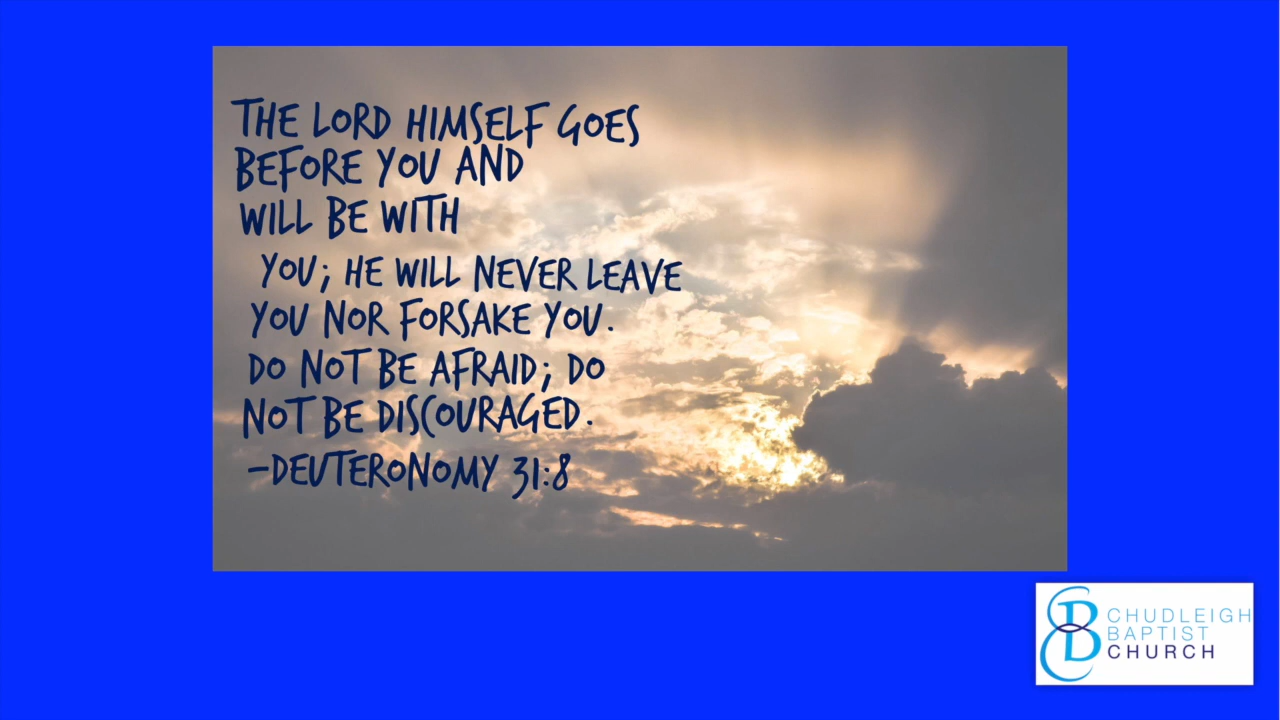 THE LORD HIMSELF GOES
BEFORE YOU AND
WILL BE WITH
YOU; HE WILL NEVER LEAVE
YOU NOR FORSAKE YOU.
DO NOT BE AFRAID; DO
NOT BE DISCOURAGED.
–DEUTERONOMY 31:8
CHUDLEIGH
BAPTIST
CHURCH